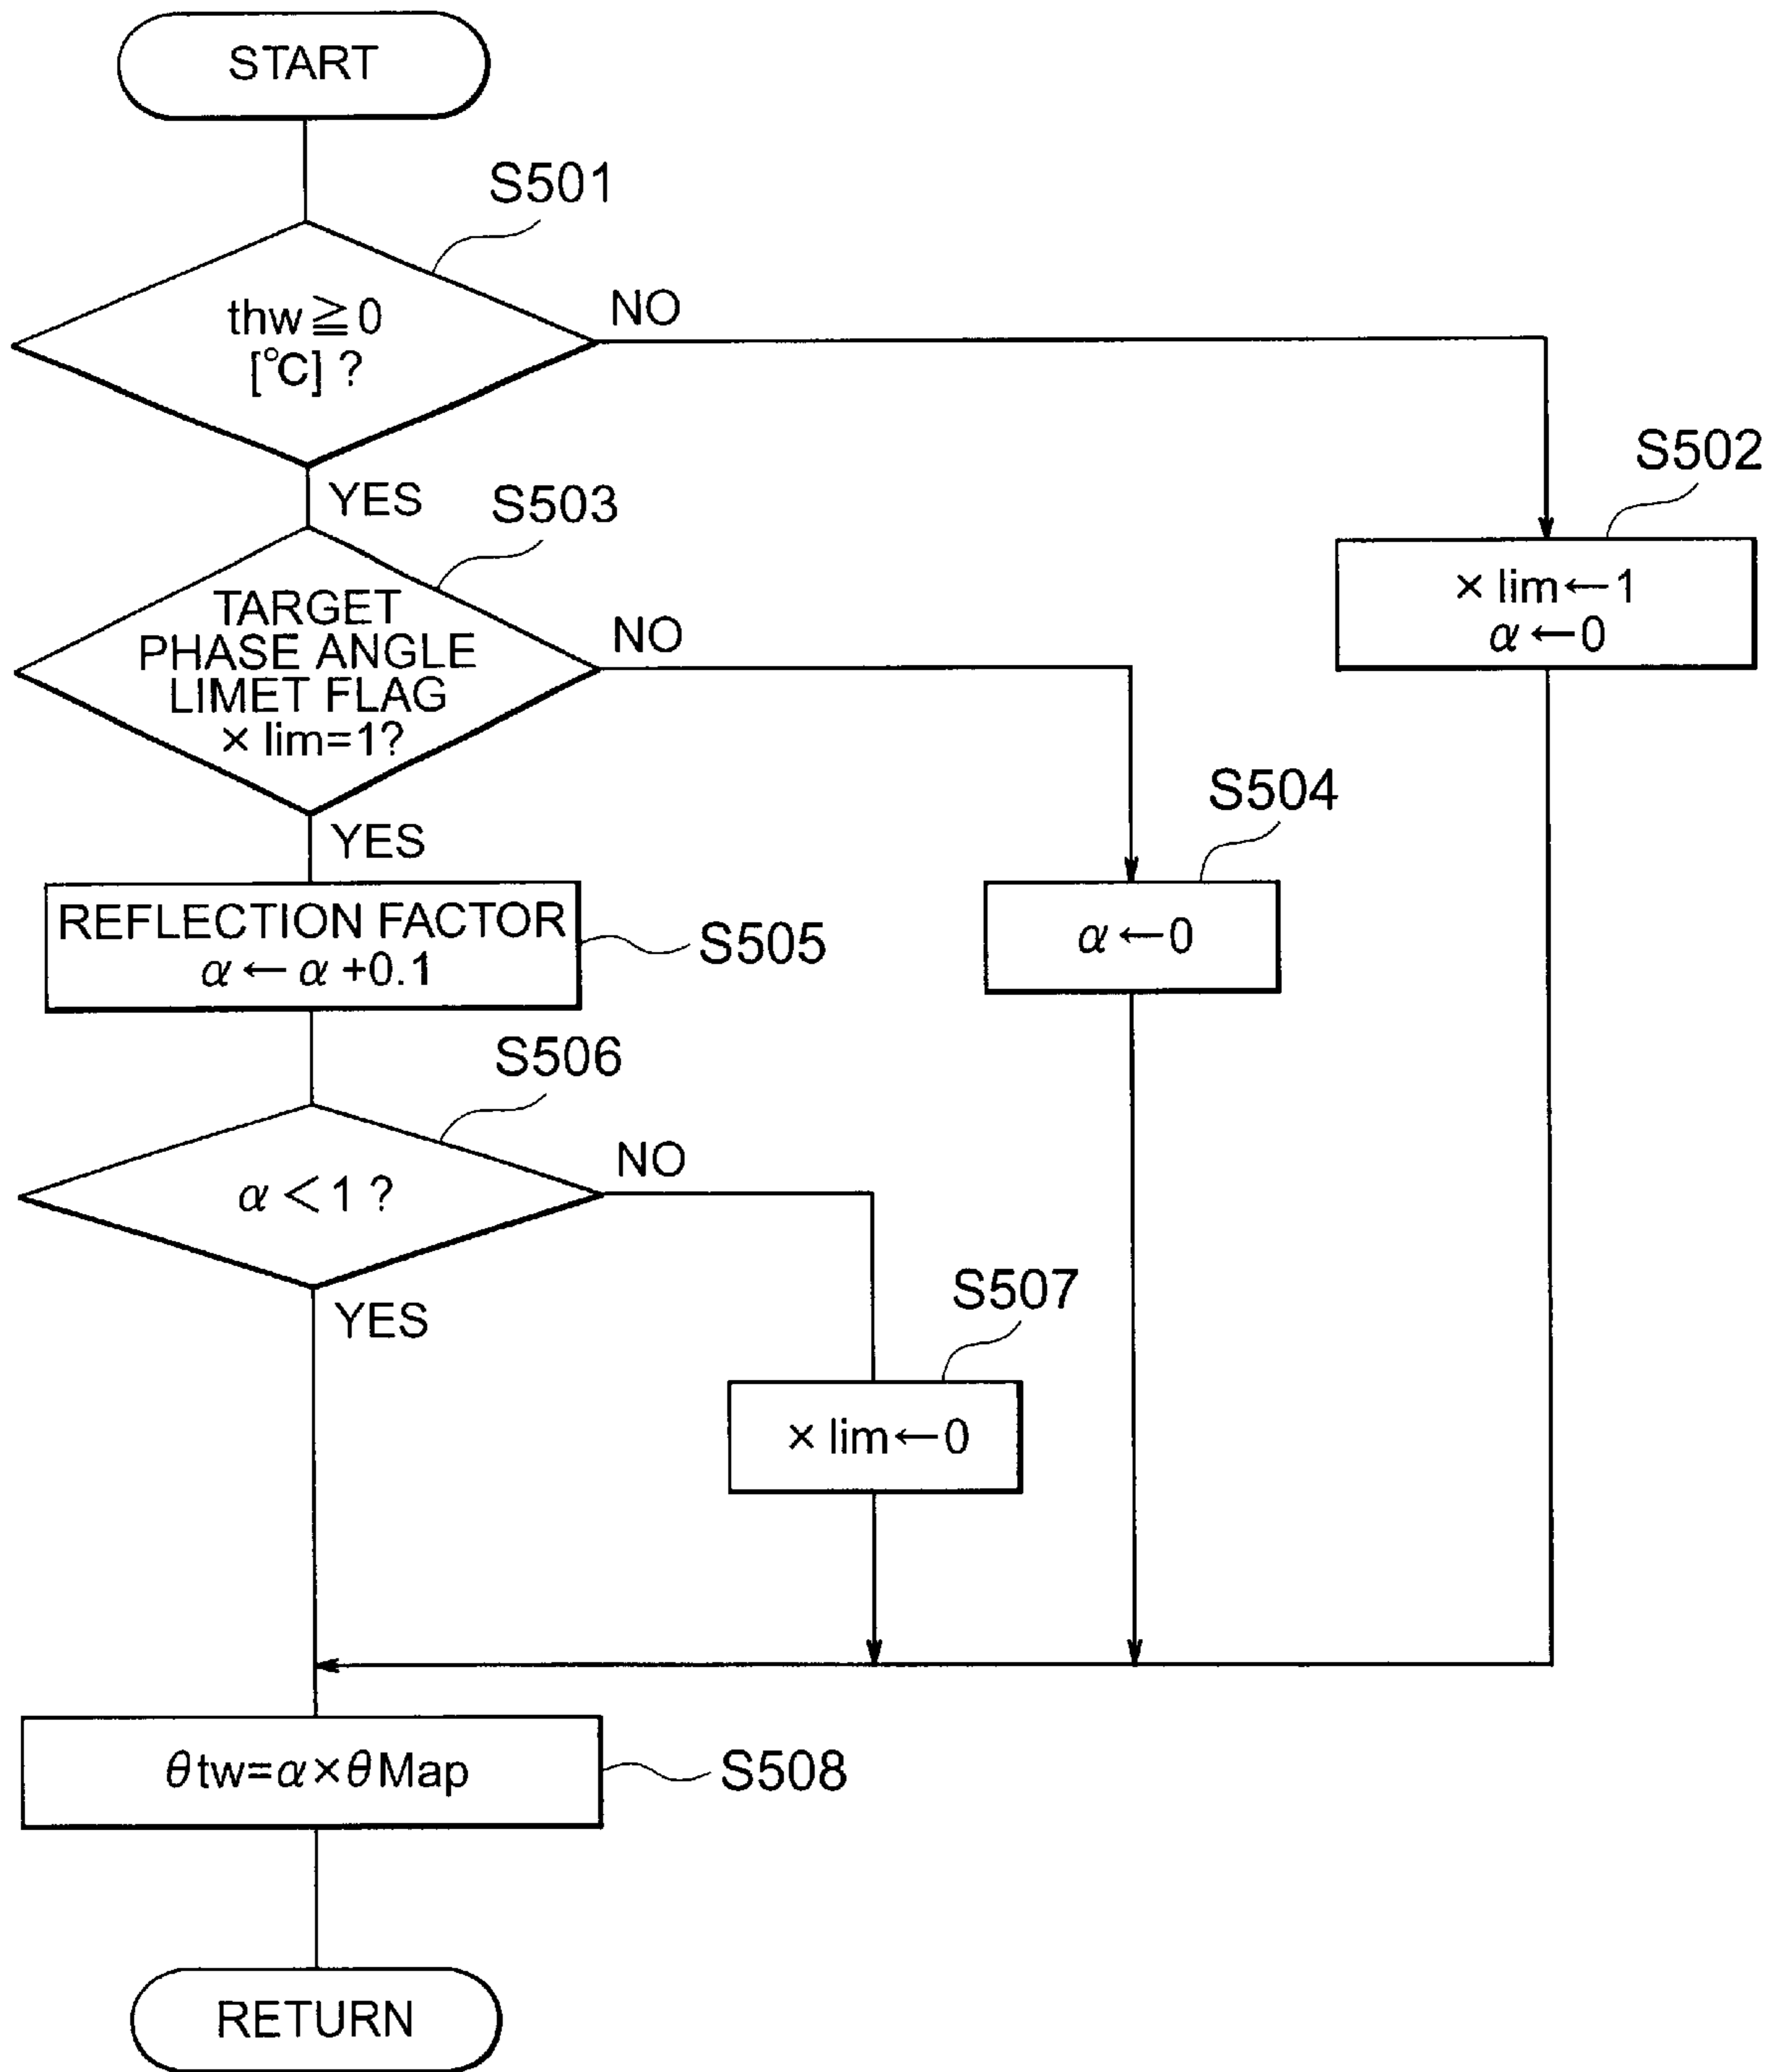 START
S501
thw≧0
[°C] ?
NO
YES
S502
× lim←1
α←0
S503
TARGET
PHASE ANGLE
LIMET FLAG
× lim=1?
NO
YES
S504
α←0
REFLECTION FACTOR
α← α+0.1
S505
S506
α <1 ?
NO
YES
S507
× lim←0
θtw=α×θMap
S508
RETURN